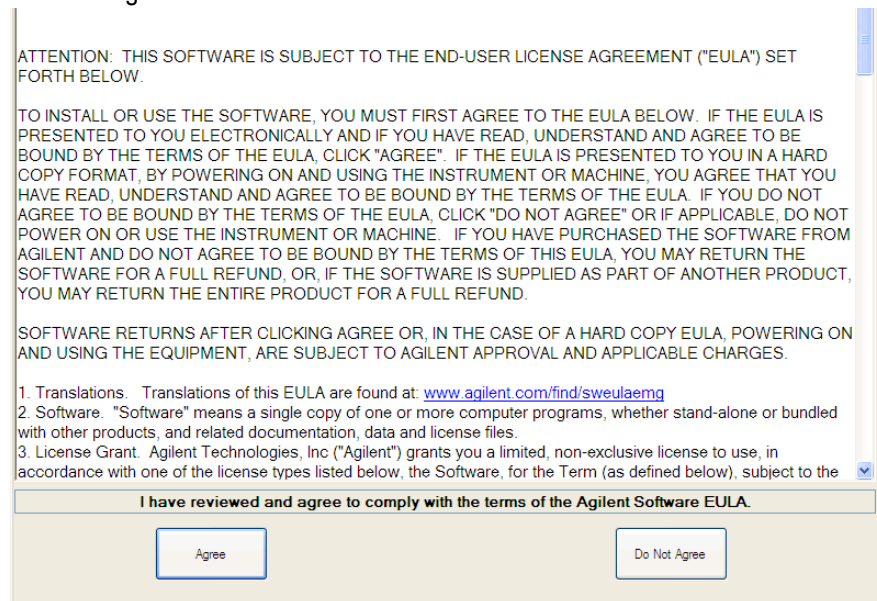 ATTENTION:  THIS SOFTWARE IS SUBJECT TO THE END-USER LICENSE AGREEMENT ("EULA") SET
FORTH BELOW.
TO INSTALL OR USE THE SOFTWARE, YOU MUST FIRST AGREE TO THE EULA BELOW.  IF THE EULA IS
PRESENTED TO YOU ELECTRONICALLY AND IF YOU HAVE READ, UNDERSTAND AND AGREE TO BE
BOUND BY THE TERMS OF THE EULA, CLICK "AGREE".  IF THE EULA IS PRESENTED TO YOU IN A HARD
COPY FORMAT, BY POWERING ON AND USING THE INSTRUMENT OR MACHINE, YOU AGREE THAT YOU
HAVE READ, UNDERSTAND AND AGREE TO BE BOUND BY THE TERMS OF THE EULA.  IF YOU DO NOT
AGREE TO BE BOUND BY THE TERMS OF THE EULA, CLICK "DO NOT AGREE" OR IF APPLICABLE, DO NOT
POWER ON OR USE THE INSTRUMENT OR MACHINE.   IF YOU HAVE PURCHASED THE SOFTWARE FROM
AGILENT AND DO NOT AGREE TO BE BOUND BY THE TERMS OF THIS EULA, YOU MAY RETURN THE
SOFTWARE FOR A FULL REFUND, OR, IF THE SOFTWARE IS SUPPLIED AS PART OF ANOTHER PRODUCT,
YOU MAY RETURN THE ENTIRE PRODUCT FOR A FULL REFUND.
SOFTWARE RETURNS AFTER CLICKING AGREE OR, IN THE CASE OF A HARD COPY EULA, POWERING ON
AND USING THE EQUIPMENT, ARE SUBJECT TO AGILENT APPROVAL AND APPLICABLE CHARGES.
1. Translations.   Translations of this EULA are found at: www.agilent.com/find/sweulaemg
2. Software.  "Software" means a single copy of one or more computer programs, whether stand-alone or bundled
with other products, and related documentation, data and license files.
3. License Grant.  Agilent Technologies, Inc ("Agilent") grants you a limited, non-exclusive license to use, in
accordance with one of the license types listed below, the Software, for the Term (as defined below), subject to the
I have reviewed and agree to comply with the terms of the Agilent Software EULA.
Agree
Do Not Agree